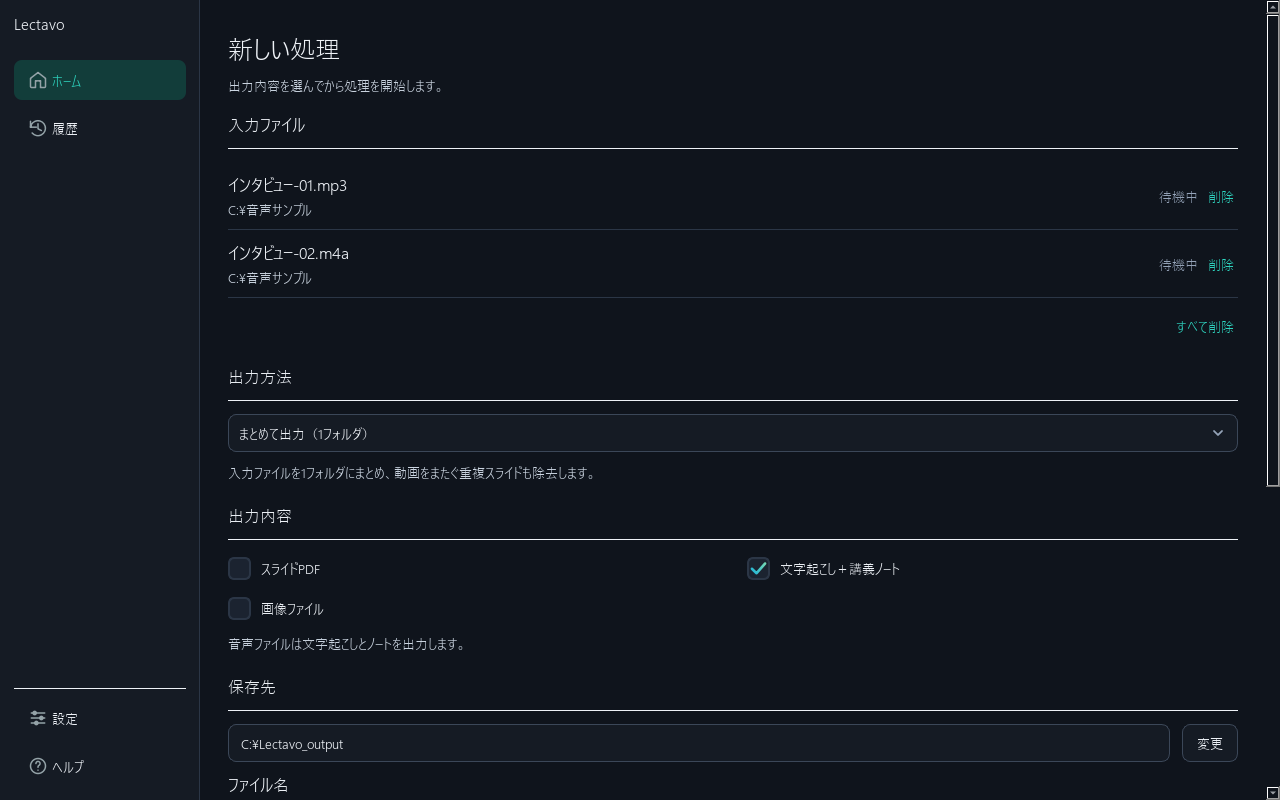 Lectavo
ホーム
履歴
設定
ヘルプ
新しい処理
出力内容を選んでから処理を開始します。
入力ファイル
インタビュー-01.mp3
C:¥音声サンプル
待機中 削除
インタビュー-02.m4a
C:¥音声サンプル
待機中 削除
すべて削除
出力方法
まとめて出力（1フォルダ）
入力ファイルを1フォルダにまとめ、動画をまたぐ重複スライドも除去します。
出力内容
スライドPDF
文字起こし＋講義ノート
画像ファイル
音声ファイルは文字起こしとノートを出力します。
保存先
C:¥Lectavo_output
変更
ファイル名